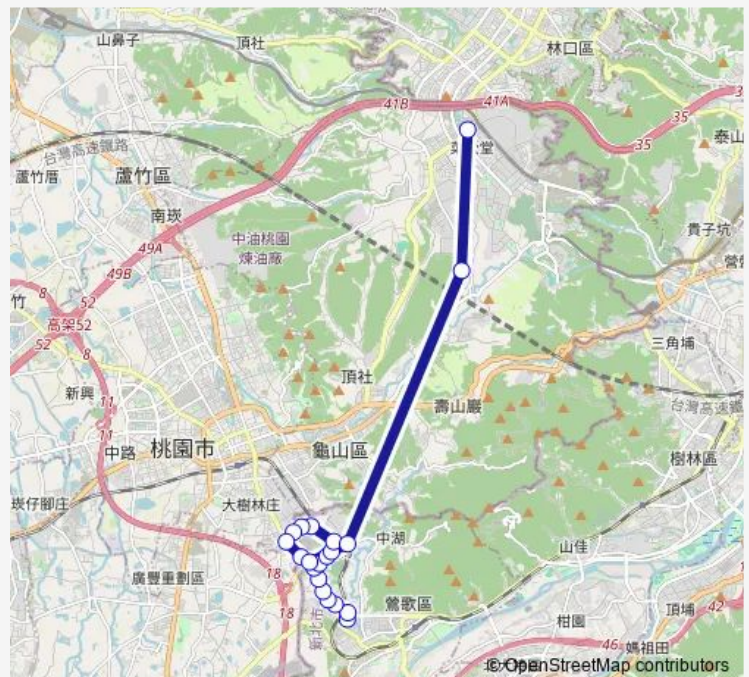 山鼻子
頂社
林口區
41B
41A
35
3
台灣高速鐵路
35
泰山
蘆竹厝
蘆竹區
南崁
中油桃園
煉油廠
貴子坑
49A
49B
8
竹
52
高架52
52
8
三角埔
新興
頂社
壽山巖
台灣高速鐵
11
11
中路
桃園市
龜山區
樹林區
崁仔腳庄
大樹林庄
中湖
山佳
廣豐重劃區
18
18
新北市
鶯歌區
柑園
頂埔
42
46
媽祖田
© OpenStreetMap contributors